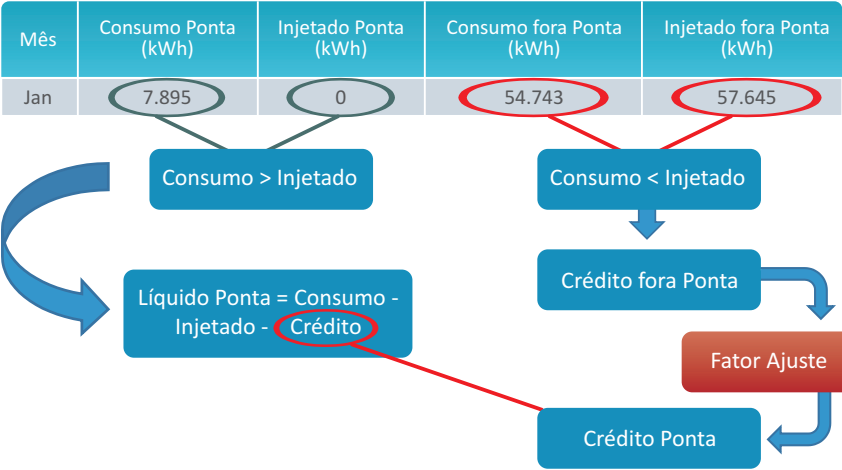 Mês
Consumo Ponta
(kWh)
Injetado Ponta
(kWh)
Consumo fora Ponta
(kWh)
Injetado fora Ponta
(kWh)
Jan
7.895
0
54.743
57.645
Consumo > Injetado
Consumo < Injetado
Crédito fora Ponta
Líquido Ponta = Consumo -
Injetado - Crédito
Fator Ajuste
Crédito Ponta